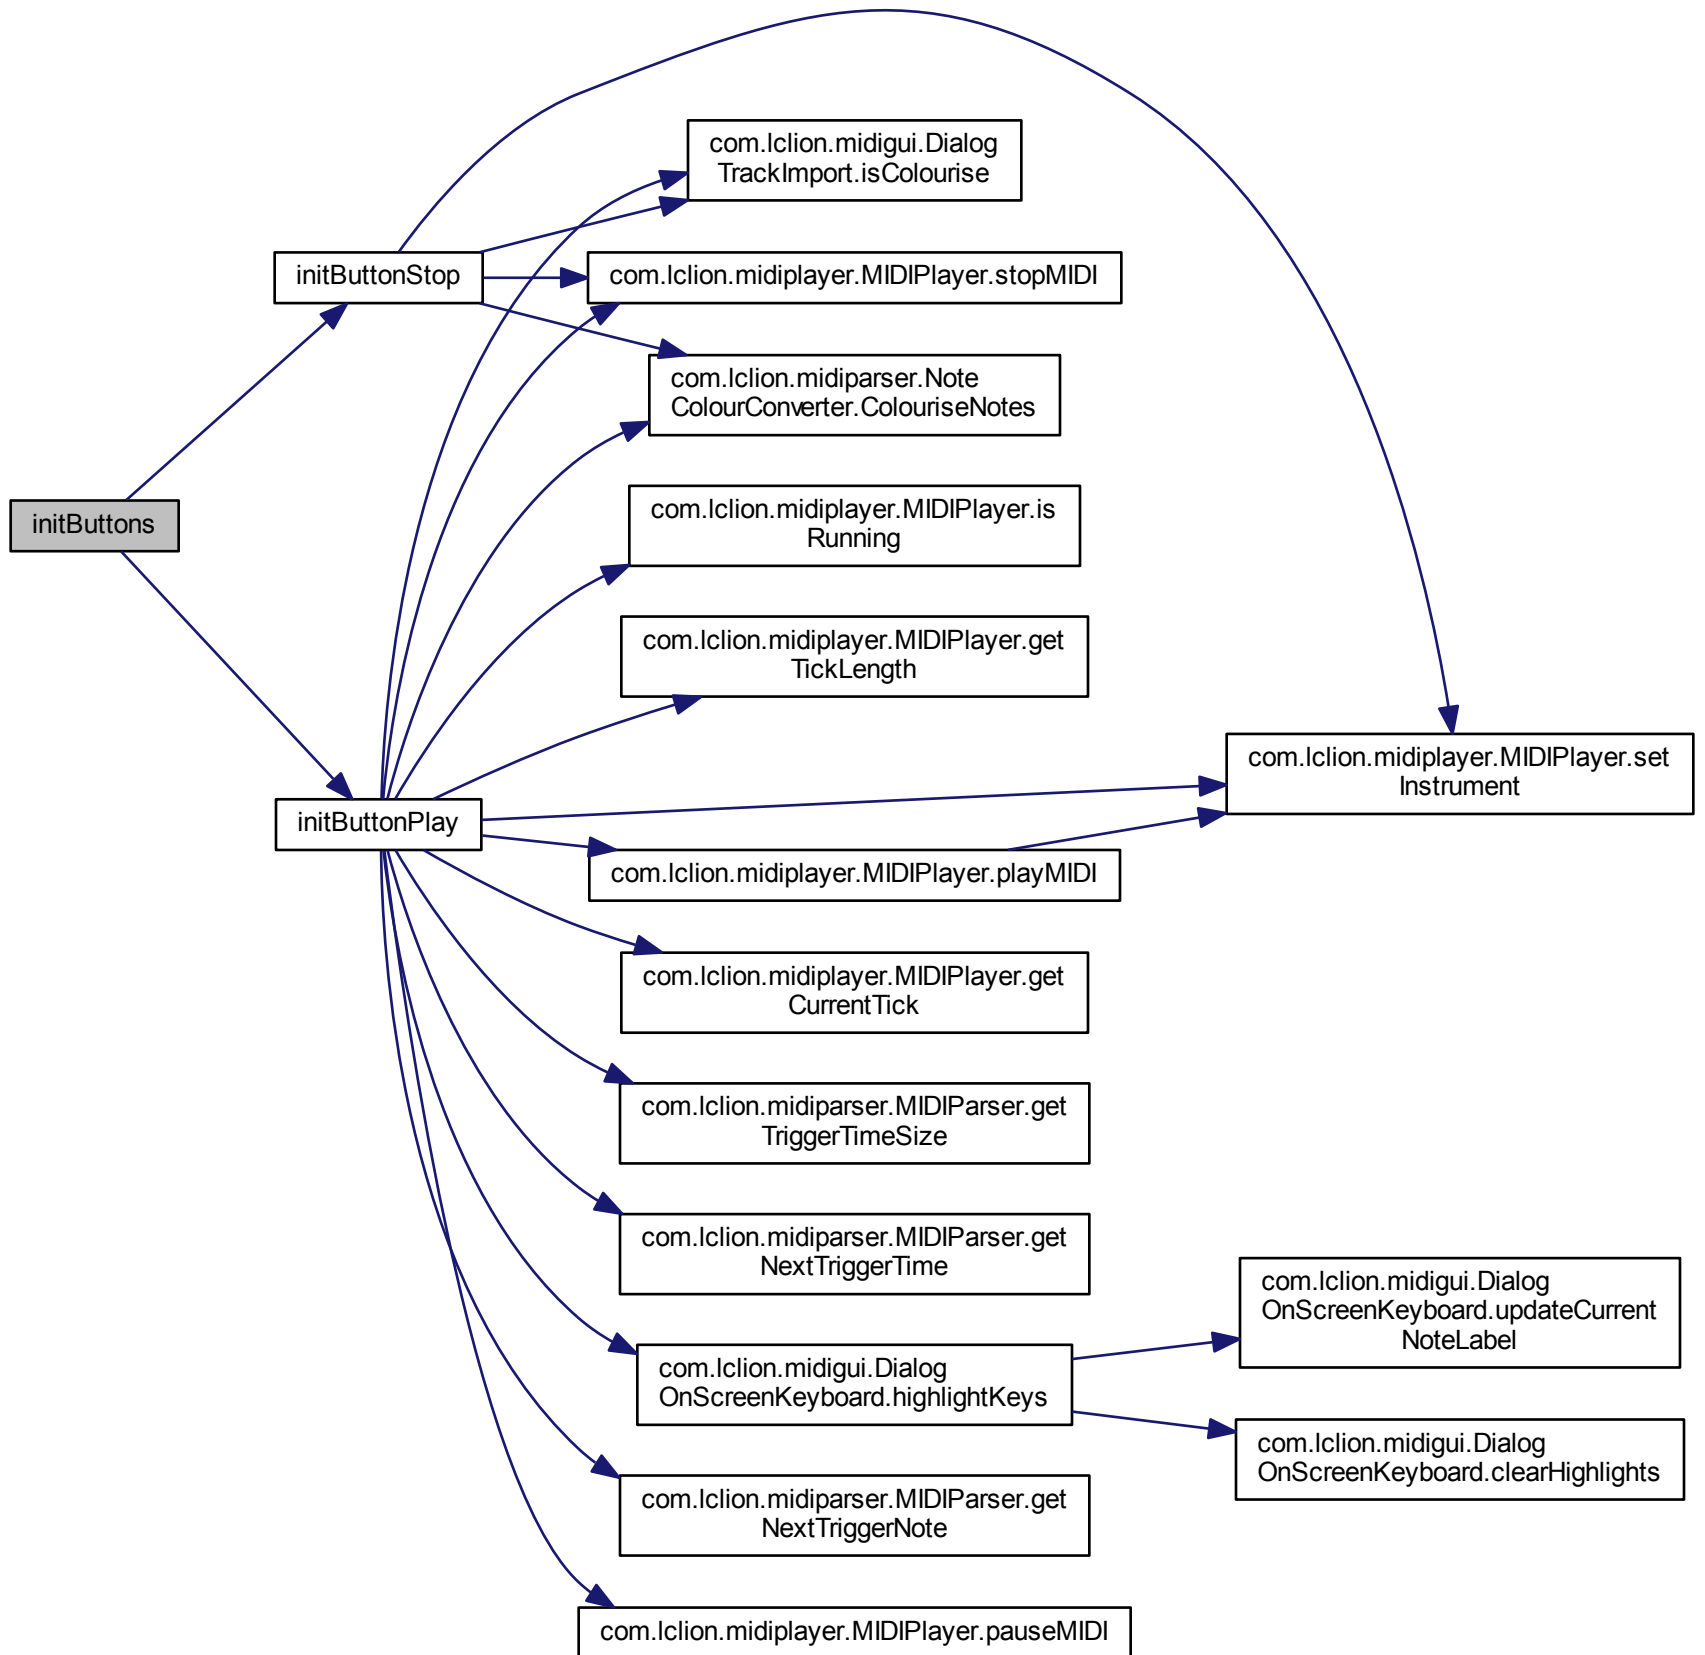 com.lclion.midigui.Dialog
TrackImport.isColourise
initButtonStop
com.lclion.midiplayer.MIDIPlayer.stopMIDI
com.lclion.midiparser.Note
ColourConverter.ColouriseNotes
initButtons
com.lclion.midiplayer.MIDIPlayer.is
Running
com.lclion.midiplayer.MIDIPlayer.get
TickLength
com.lclion.midiplayer.MIDIPlayer.set
Instrument
initButtonPlay
com.lclion.midiplayer.MIDIPlayer.playMIDI
com.lclion.midiplayer.MIDIPlayer.get
CurrentTick
com.lclion.midiparser.MIDIParser.get
TriggerTimeSize
com.lclion.midiparser.MIDIParser.get
NextTriggerTime
com.lclion.midigui.Dialog
OnScreenKeyboard.updateCurrent
NoteLabel
com.lclion.midigui.Dialog
OnScreenKeyboard.highlightKeys
com.lclion.midigui.Dialog
OnScreenKeyboard.clearHighlights
com.lclion.midiparser.MIDIParser.get
NextTriggerNote
com.lclion.midiplayer.MIDIPlayer.pauseMIDI